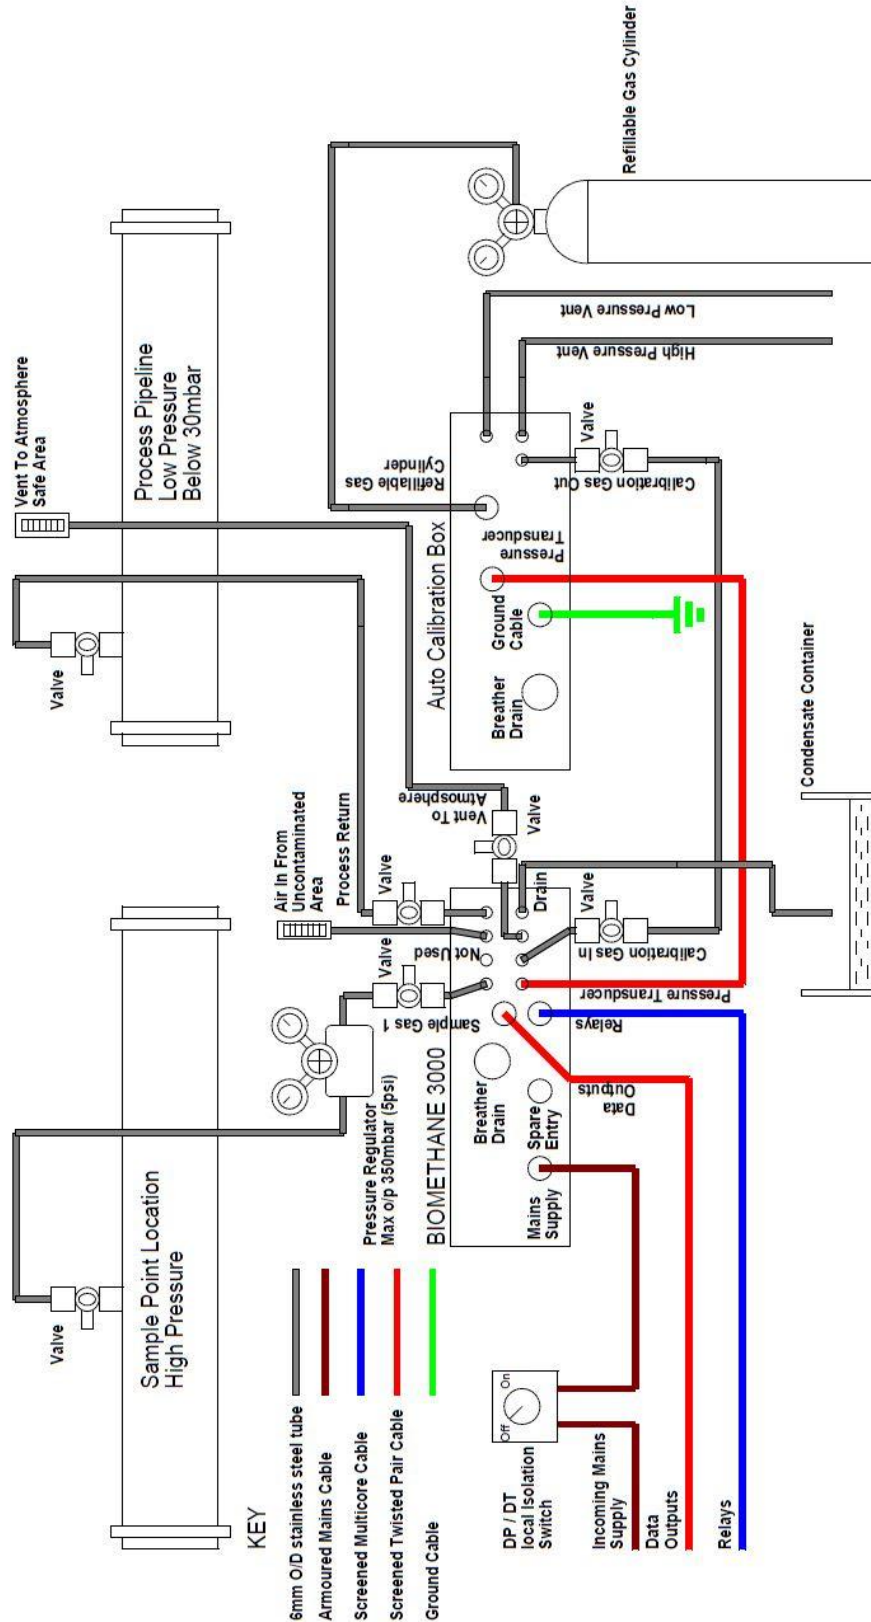 Sample Point Location
High Pressure
Valve
Process Pipeline
Low Pressure
Below 30mbar
Valve
Vent To Atmosphere
Safe Area
KEY
6mm O/D stainless steel tube
Armoured Mains Cable
Screened Multicore Cable
Screened Twisted Pair Cable
Ground Cable
Pressure Regulator
Max o/p 350mbar (5psi)
Air In From
Uncontaminated
Area
Process Return
Valve
Valve
BIOMETHANE 3000
Sample Gas 1
Not Used
Vent To
Atmosphere
Valve
Breather
Drain
Mains
Supply
Spare
Entry
Data
Outputs
Relays
Pressure Transducer
Calibration Gas In
Valve
Drain
Auto Calibration Box
Refillable Gas
Cylinder
Pressure
Transducer
Ground
Cable
Breather
Drain
Valve
Calibration Gas Out
High Pressure Vent
Low Pressure Vent
Refillable Gas Cylinder
Condensate Container
Off
On
DP / DT
local Isolation
Switch
Incoming Mains
Supply
Data
Outputs
Relays